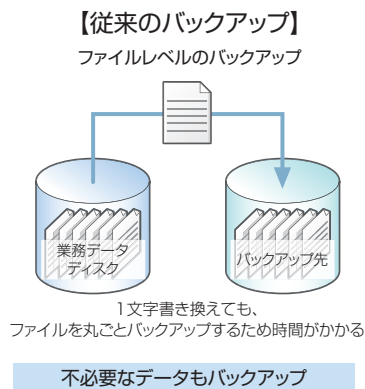 【従来のバックアップ】
ファイルレベルのバックアップ
業務データ
ディスク
バックアップ先
1文字書き換えても、
ファイルを丸ごとバックアップするため時間がかかる
不必要なデータもバックアップ